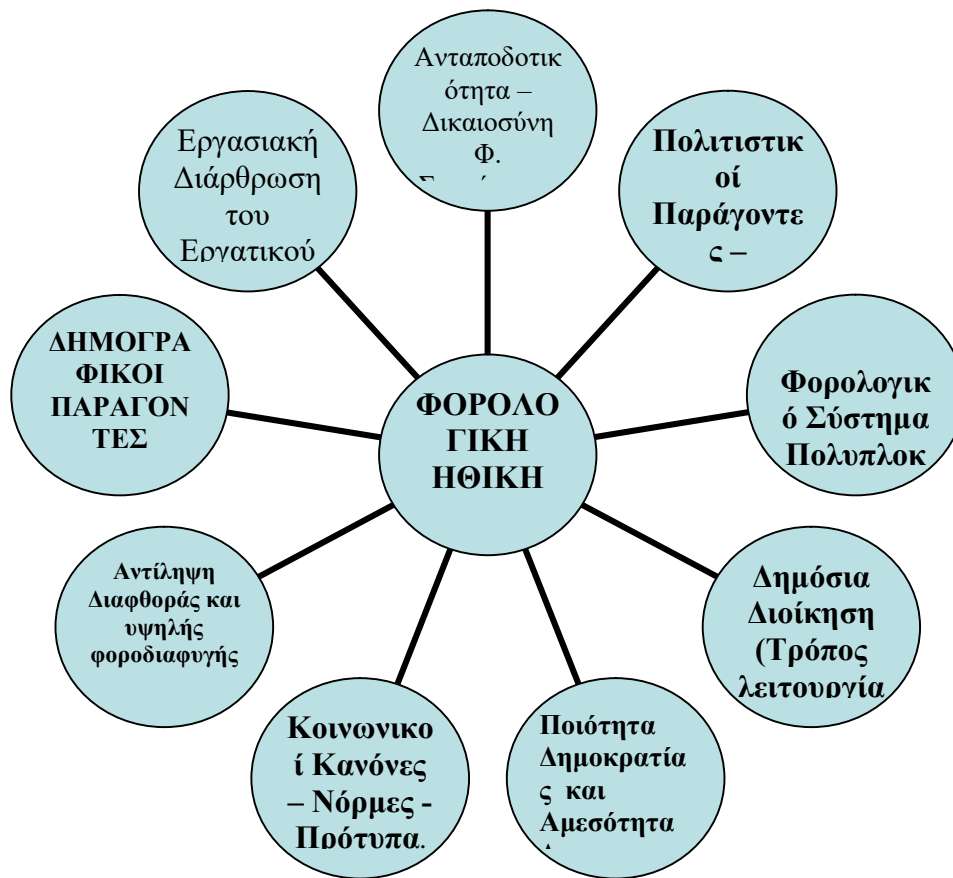 Ανταποδοτικ
ότητα –
Δικαιοσύνη
Φ.
Πολιτιστικ
οί
Παράγοντε
ς –
Φορολογικ
ό Σύστημα
Πολυπλοκ
Δημόσια
Διοίκηση
(Τρόπος
λειτουργία
Ποιότητα
Δημοκρατία
ς και
Αμεσότητα
Κοινωνικο
ί Κανόνες
– Νόρμες -
Πρότυπα.
Αντίληψη
Διαφθοράς και
υψηλής
φοροδιαφυγής
ΔΗΜΟΓΡΑ
ΦΙΚΟΙ
ΠΑΡΑΓΟΝ
ΤΕΣ
Εργασιακή
Διάρθρωση
του
Εργατικού
ΦΟΡΟΛΟ
ΓΙΚΗ
ΗΘΙΚΗ